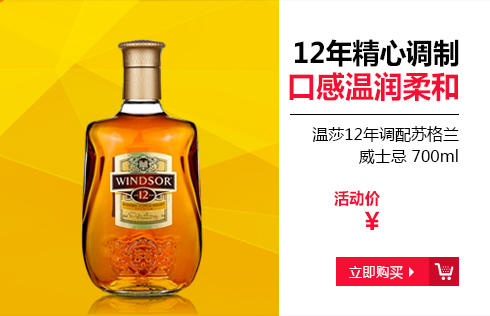 12年精心调制
口感温润柔和
温莎12年调配苏格兰
威士忌 700ml
活动价
¥
立即购买
WINDSOR
12